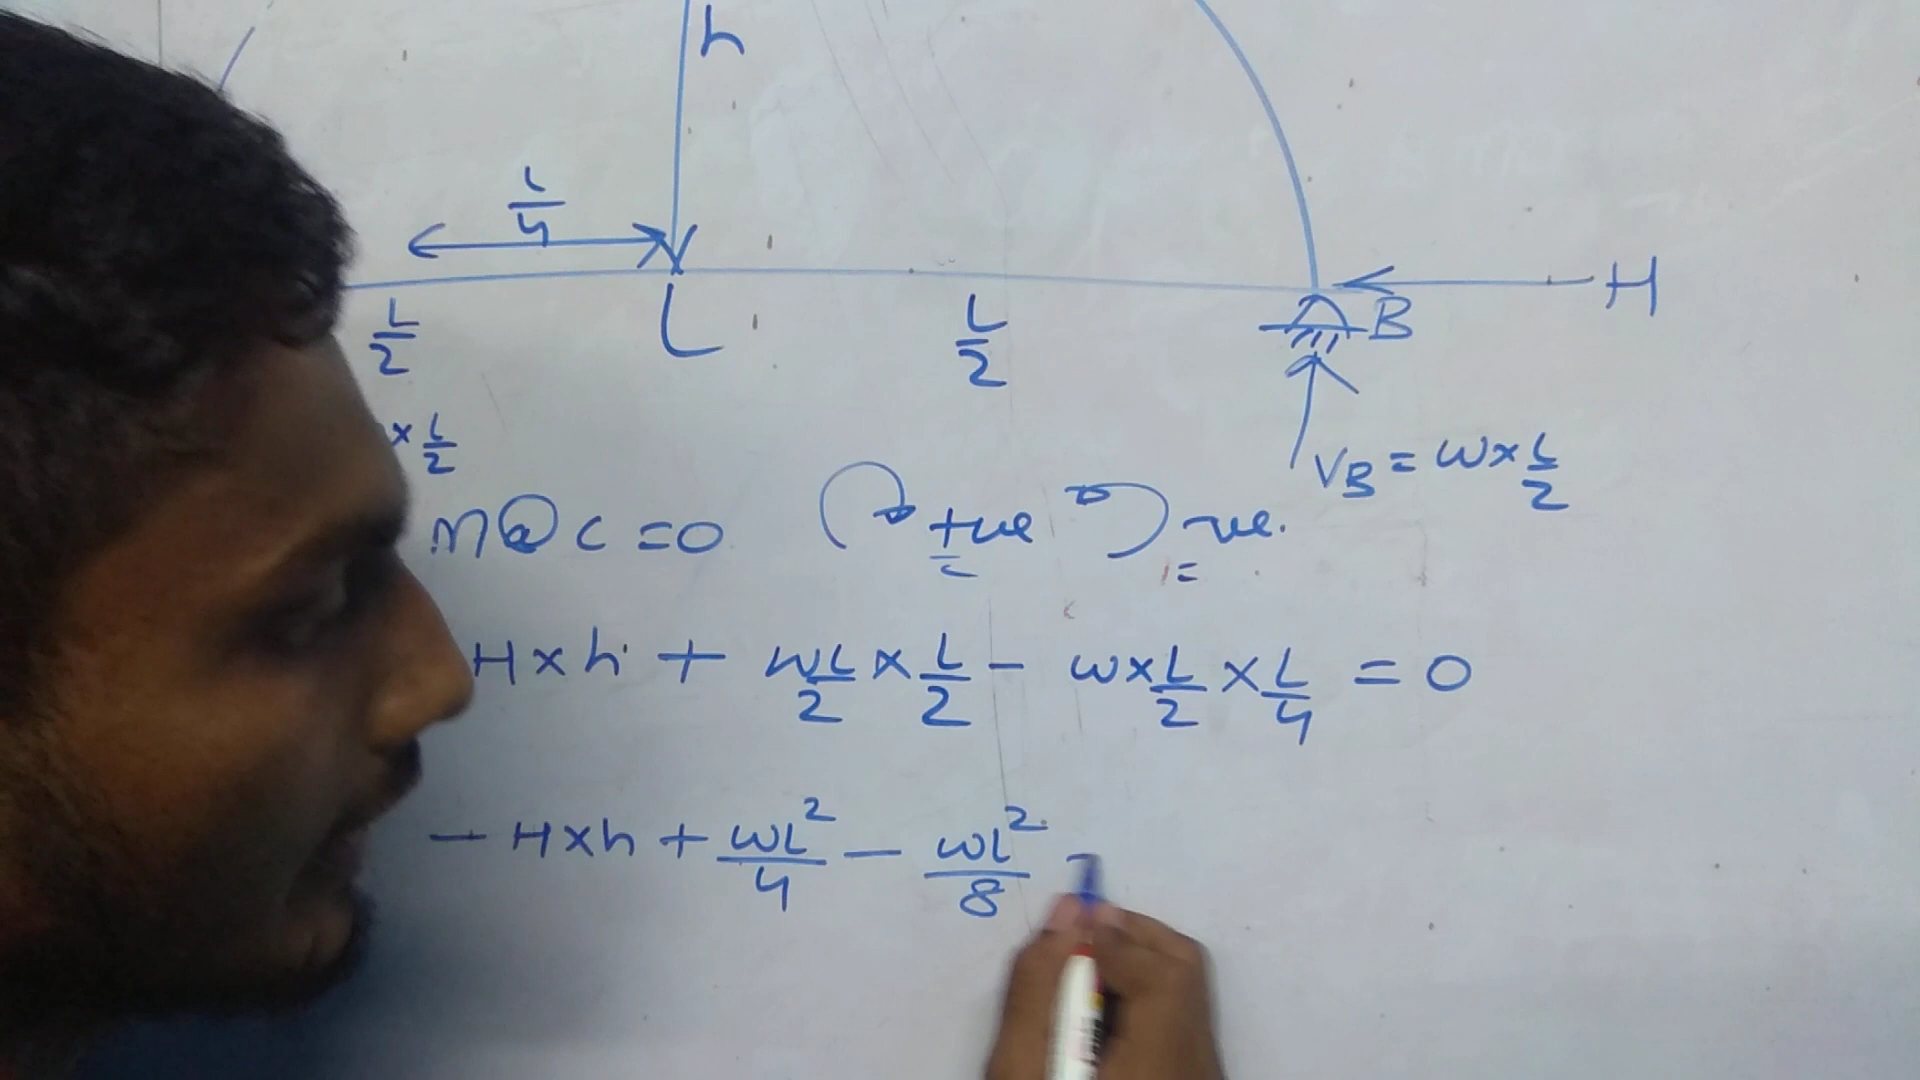 h
L/4
H
L/2 L L/2 B
× L/2
VB = w × L/2
M@C = 0 +ve -ve.
H × h + wL/2 × L/2 - w × L/2 × L/4 = 0
- H × h + wL²/4 - wL²/8